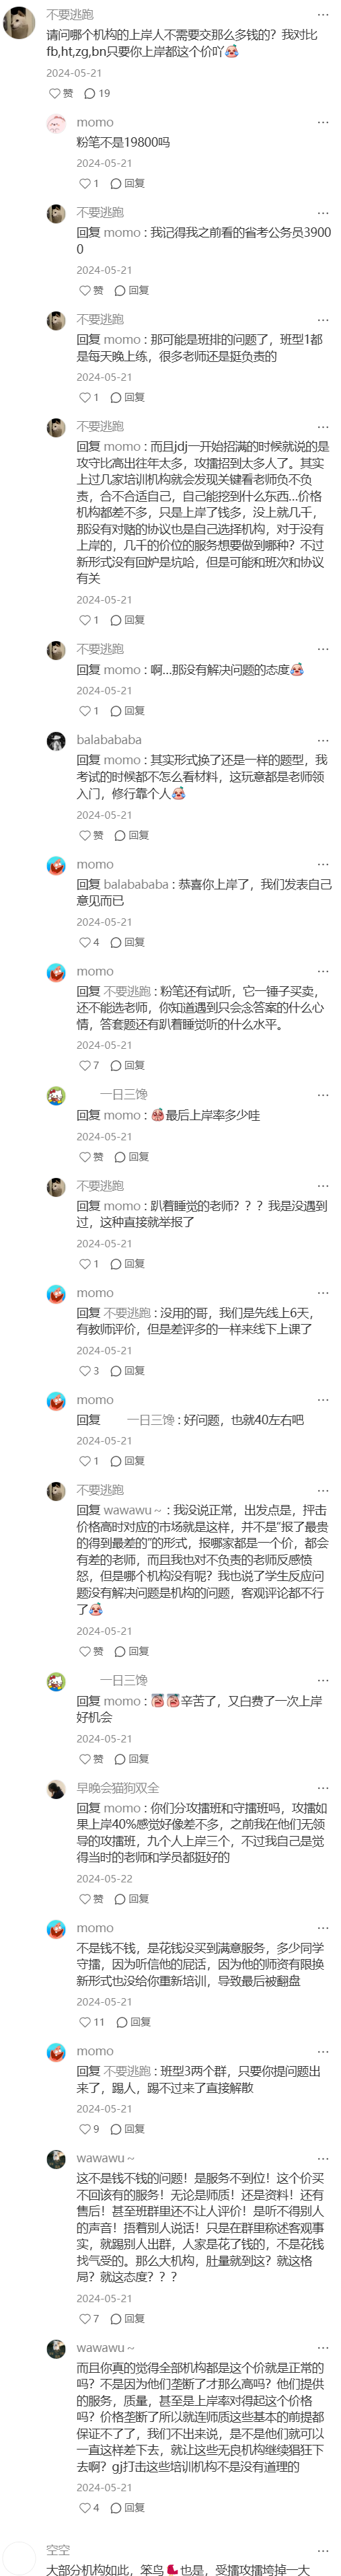 不要逃跑
请问哪个机构的上岸人不需要交那么多钱的？我对比
fb,ht,zg,bn只要你上岸都这个价吖
2024-05-21
赞 19
momo
粉笔不是19800吗
2024-05-21
1 回复
不要逃跑
回复 momo : 我记得我之前看的省考公务员3900
0
2024-05-21
赞 回复
不要逃跑
回复 momo : 那可能是班排的问题了，班型1都
是每天晚上练，很多老师还是挺负责的
2024-05-21
1 回复
不要逃跑
回复 momo : 而且jdj一开始招满的时候就说的是
攻守比高出往年太多，攻擂招到太多人了。其实
上过几家培训机构就会发现关键看老师负不负
责，合不合适自己，自己能挖到什么东西…价格
机构都差不多，只是上岸了钱多，没上就几千，
那没有对赌的协议也是自己选择机构，对于没有
上岸的，几千的价位的服务想要做到哪种？不过
新形式没有回炉是坑哈，但是可能和班次和协议
有关
2024-05-21
1 回复
不要逃跑
回复 momo : 啊…那没有解决问题的态度
2024-05-21
1 回复
balabababa
回复 momo : 其实形式换了还是一样的题型，我
考试的时候都不怎么看材料，这玩意都是老师领
入门，修行靠个人
2024-05-21
赞 回复
momo
回复 balabababa : 恭喜你上岸了，我们发表自己
意见而已
2024-05-21
4 回复
momo
回复 不要逃跑 : 粉笔还有试听，它一锤子买卖，
还不能选老师，你知道遇到只会念答案的什么心
情，答套题还有趴着睡觉听的什么水平。
2024-05-21
7 回复
一日三馋
回复 momo : 最后上岸率多少哇
2024-05-21
赞 回复
不要逃跑
回复 momo : 趴着睡觉的老师？？？我是没遇到
过，这种直接就举报了
2024-05-21
1 回复
momo
回复 不要逃跑 : 没用的哥，我们是先线上6天，
有教师评价，但是差评多的一样来线下上课了
2024-05-21
3 回复
momo
回复 一日三馋 : 好问题，也就40左右吧
2024-05-21
1 回复
不要逃跑
回复 wawawu～ : 我没说正常，出发点是，抨击
价格高时对应的市场就是这样，并不是“报了最贵
的得到最差的”的形式，报哪家都是一个价，都会
有差的老师，而且我也对不负责的老师反感愤
怒，但是哪个机构没有呢？我也说了学生反应问
题没有解决问题是机构的问题，客观评论都不行
了
2024-05-21
赞 回复
一日三馋
回复 momo : 辛苦了，又白费了一次上岸
好机会
2024-05-21
赞 回复
早晚会猫狗双全
回复 momo : 你们分攻擂班和守擂班吗，攻擂如
果上岸40%感觉好像差不多，之前我在他们无领
导的攻擂班，九个人上岸三个，不过我自己是觉
得当时的老师和学员都挺好的
2024-05-22
赞 回复
momo
不是钱不钱，是花钱没买到满意服务，多少同学
守擂，因为听信他的屁话，因为他的师资有限换
新形式也没给你重新培训，导致最后被翻盘
2024-05-21
11 回复
momo
回复 不要逃跑 : 班型3两个群，只要你提问题出
来了，踢人，踢不过来了直接解散
2024-05-21
9 回复
wawawu～
这不是钱不钱的问题！是服务不到位！这个价买
不回该有的服务！无论是师质！还是资料！还有
售后！甚至班群里还不让人评价！是听不得别人
的声音！捂着别人说话！只是在群里称述客观事
实，就踢别人出群，人家是花了钱的，不是花钱
找气受的。那么大机构，肚量就到这？就这格
局？就这态度？？？
2024-05-21
7 回复
wawawu～
而且你真的觉得全部机构都是这个价就是正常的
吗？不是因为他们垄断了才那么高吗？他们提供
的服务，质量，甚至是上岸率对得起这个价格
吗？价格垄断了所以就连师质这些基本的前提都
保证不了了，我们不出来说，是不是他们就可以
一直这样差下去，就让这些无良机构继续猖狂下
去啊？gj打击这些培训机构不是没有道理的
2024-05-21
4 回复
空空
大部分机构如此，笨鸟 也是，受擂攻擂垮掉一大